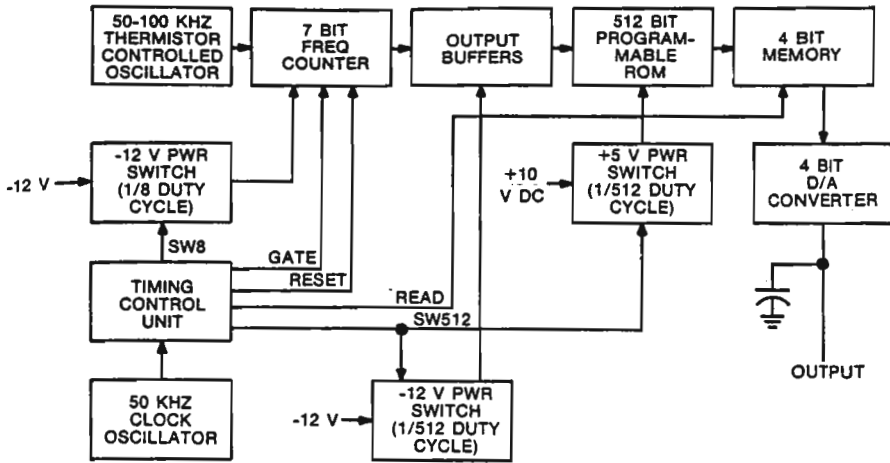 50-100 KHZ
THERMISTOR
CONTROLLED
OSCILLATOR
7 BIT
FREQ
COUNTER
OUTPUT
BUFFERS
512 BIT
PROGRAM-
MABLE
ROM
4 BIT
MEMORY
-12 V
-12 V PWR
SWITCH
(1/8 DUTY
CYCLE)
+10
V DC
+5 V PWR
SWITCH
(1/512 DUTY
CYCLE)
4 BIT
D/A
CONVERTER
SW8
GATE
RESET
READ
SW512
TIMING
CONTROL
UNIT
OUTPUT
50 KHZ
CLOCK
OSCILLATOR
-12 V
-12 V PWR
SWITCH
(1/512 DUTY
CYCLE)